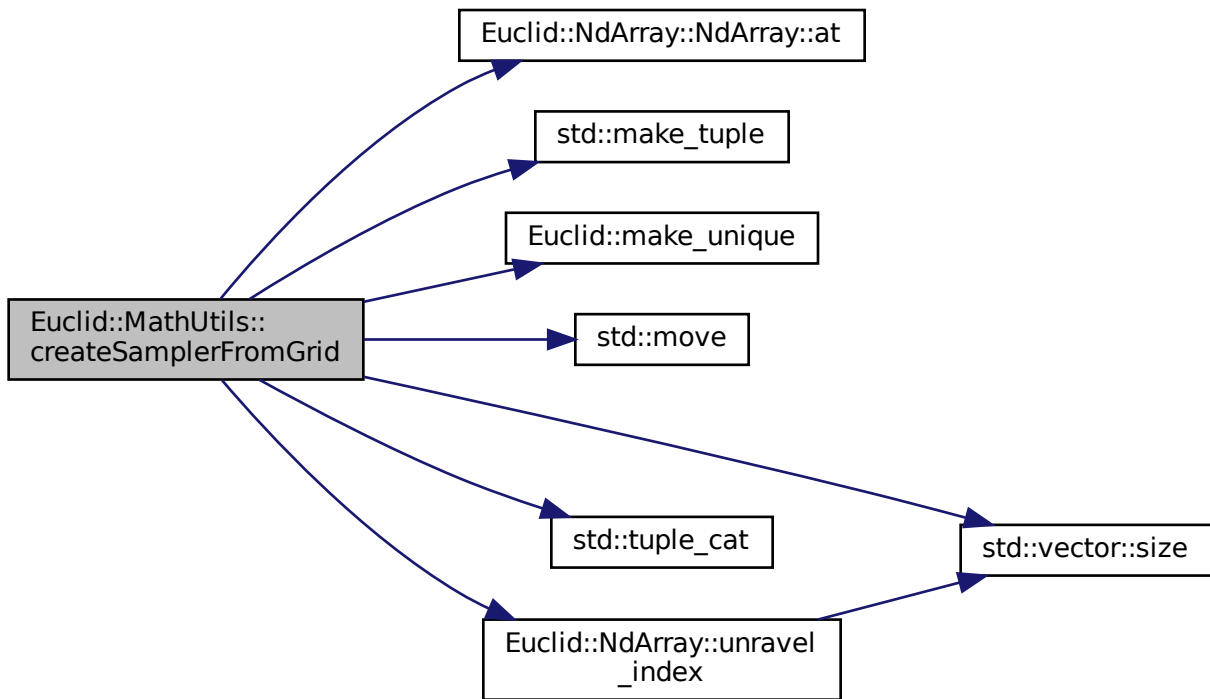 Euclid::NdArray::NdArray::at
std::make_tuple
Euclid::make_unique
Euclid::MathUtils::
createSamplerFromGrid
std::move
std::tuple_cat
std::vector::size
Euclid::NdArray::unravel
_index